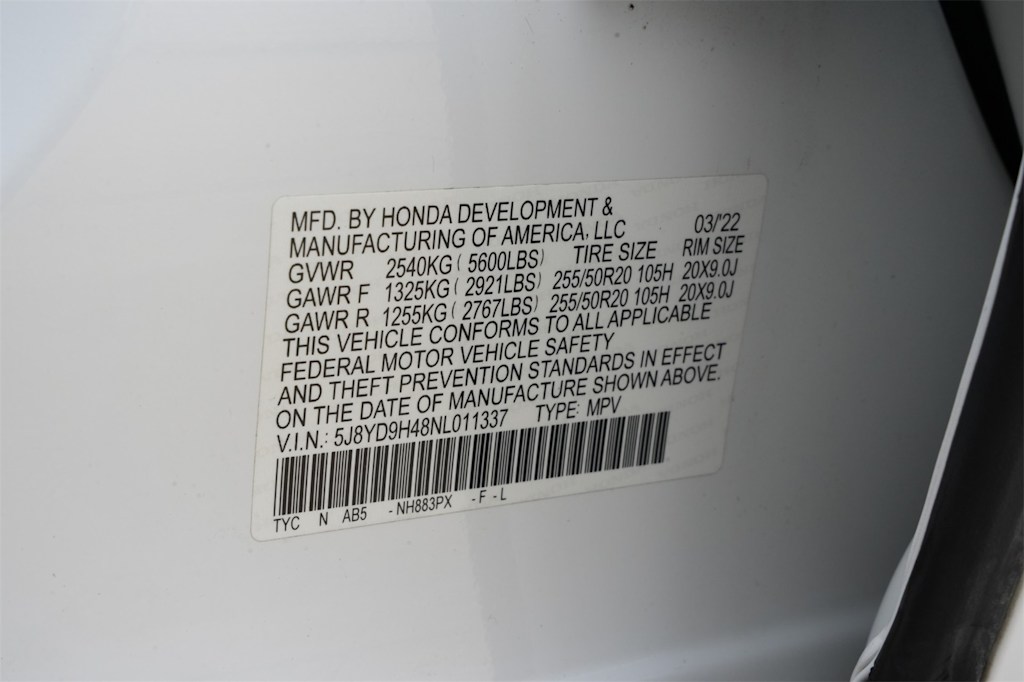 MFD. BY HONDA DEVELOPMENT &
MANUFACTURING OF AMERICA, LLC 03/'22
GVWR 2540KG ( 5600LBS) TIRE SIZE RIM SIZE
GAWR F 1325KG ( 2921LBS) 255/50R20 105H 20X9.0J
GAWR R 1255KG ( 2767LBS) 255/50R20 105H 20X9.0J
THIS VEHICLE CONFORMS TO ALL APPLICABLE
FEDERAL MOTOR VEHICLE SAFETY
AND THEFT PREVENTION STANDARDS IN EFFECT
ON THE DATE OF MANUFACTURE SHOWN ABOVE.
V.I.N.: 5J8YD9H48NL011337 TYPE: MPV
TYC N AB5 - NH883PX - F - L